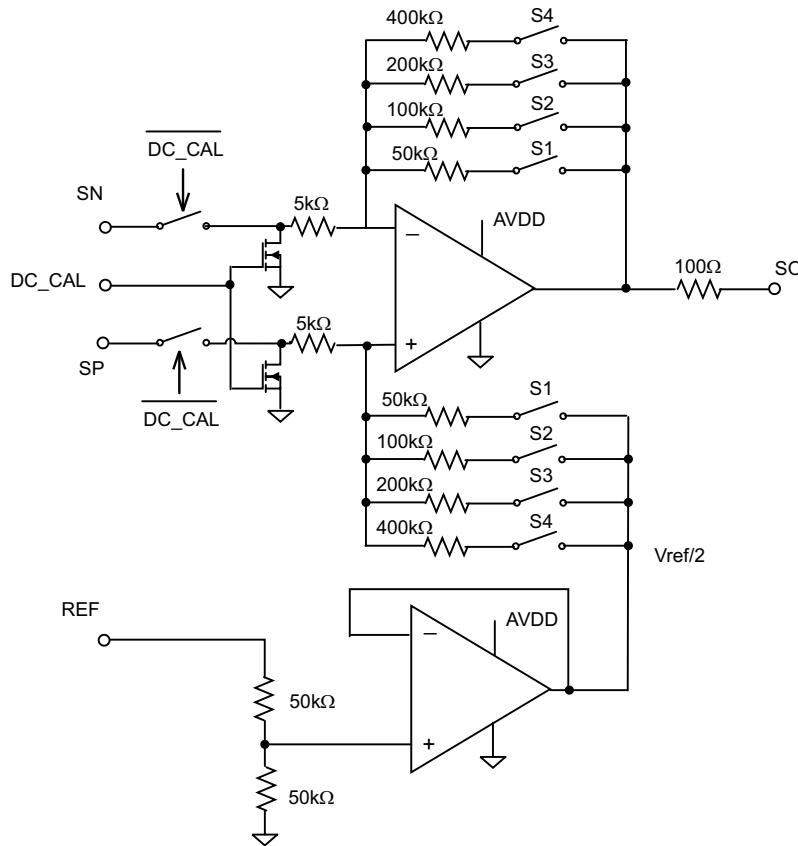 400kΩ
S4
200kΩ
S3
100kΩ
S2
50kΩ
S1
DC_CAL
SN
5kΩ
AVDD
−
DC_CAL
100Ω
SO
SP
5kΩ
+
DC_CAL
50kΩ
S1
100kΩ
S2
200kΩ
S3
400kΩ
S4
Vref/2
REF
AVDD
−
50kΩ
+
50kΩ